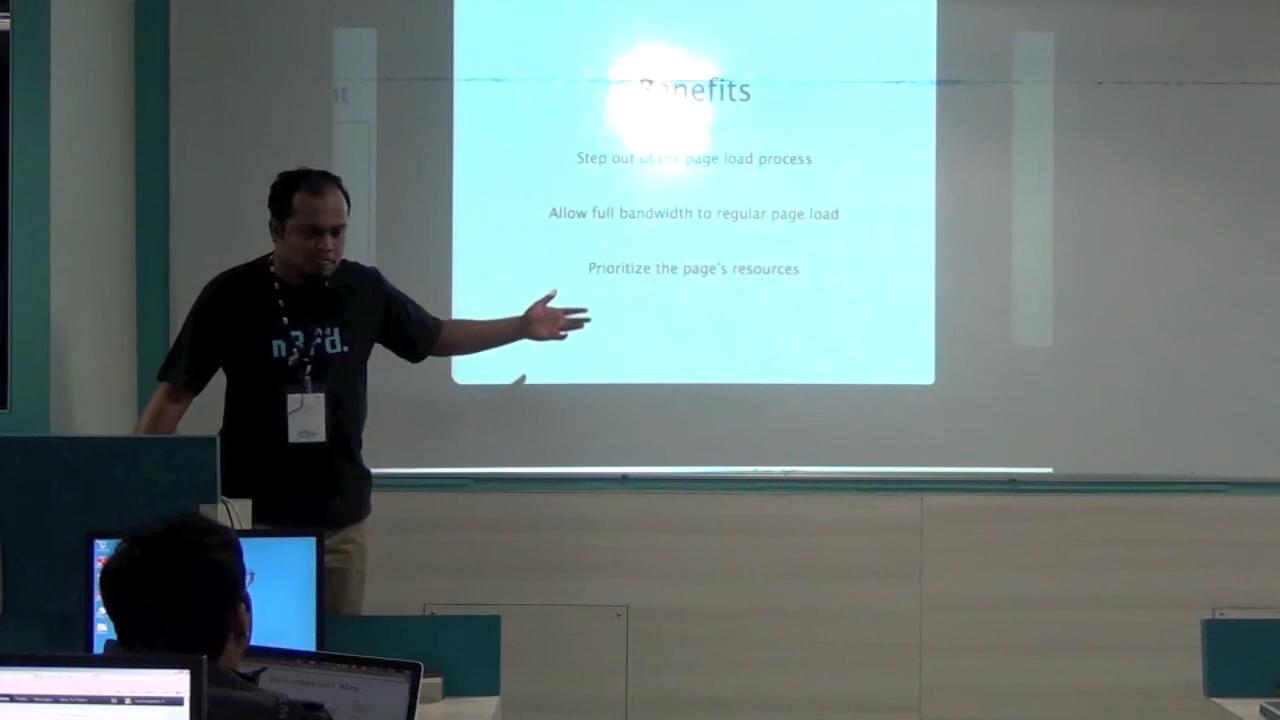 Benefits
Step out of the page load process
Allow full bandwidth to regular page load
Prioritize the page's resources
n3rd.